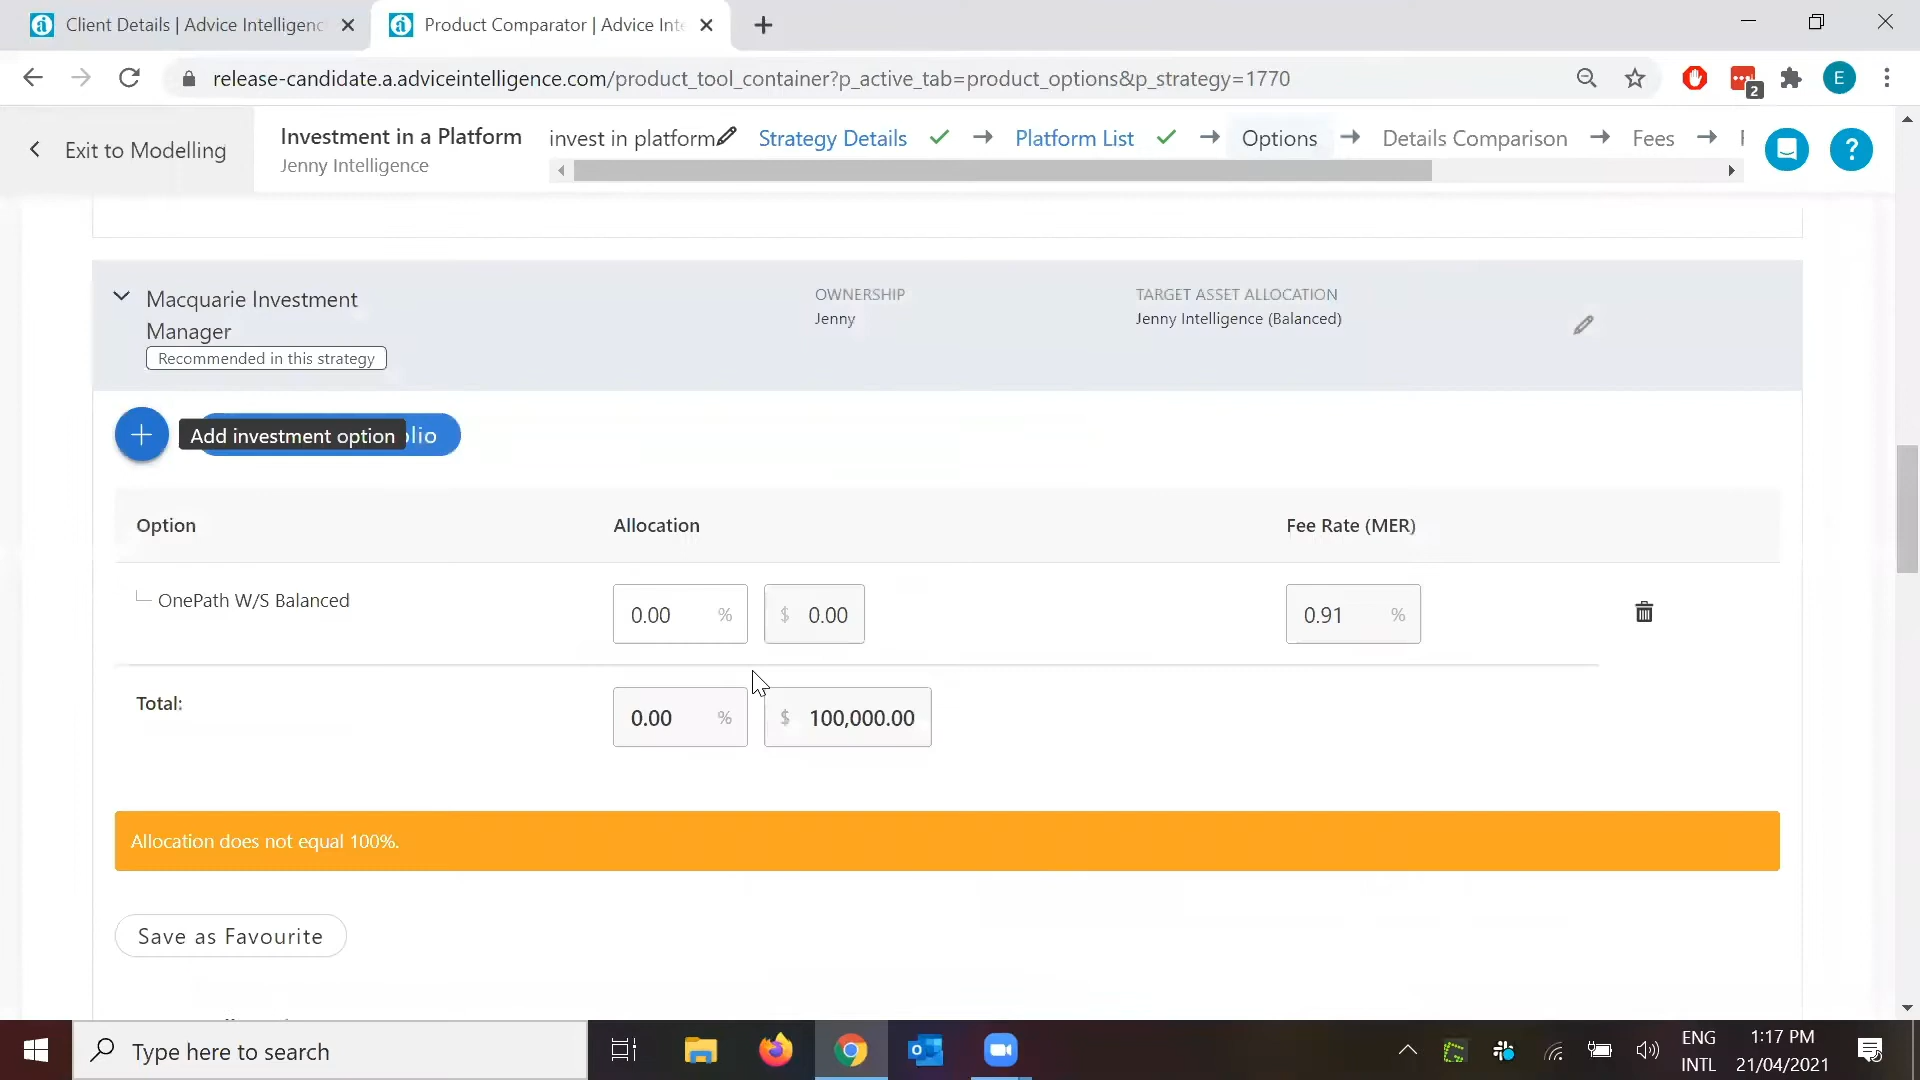 Client Details | Advice Intelligenc
Product Comparator | Advice Inte
release-candidate.a.adviceintelligence.com/product_tool_container?p_active_tab=product_options&p_strategy=1770
E
2
Exit to Modelling
Investment in a Platform
Jenny Intelligence
invest in platform
Strategy Details
Platform List
Options
Details Comparison
Fees
?
Macquarie Investment
Manager
Recommended in this strategy
OWNERSHIP
Jenny
TARGET ASSET ALLOCATION
Jenny Intelligence (Balanced)
Add investment option
lio
Option
Allocation
Fee Rate (MER)
OnePath W/S Balanced
0.00 %
$ 0.00
0.91 %
Total:
0.00 %
$ 100,000.00
Allocation does not equal 100%.
Save as Favourite
Type here to search
ENG
INTL
1:17 PM
21/04/2021